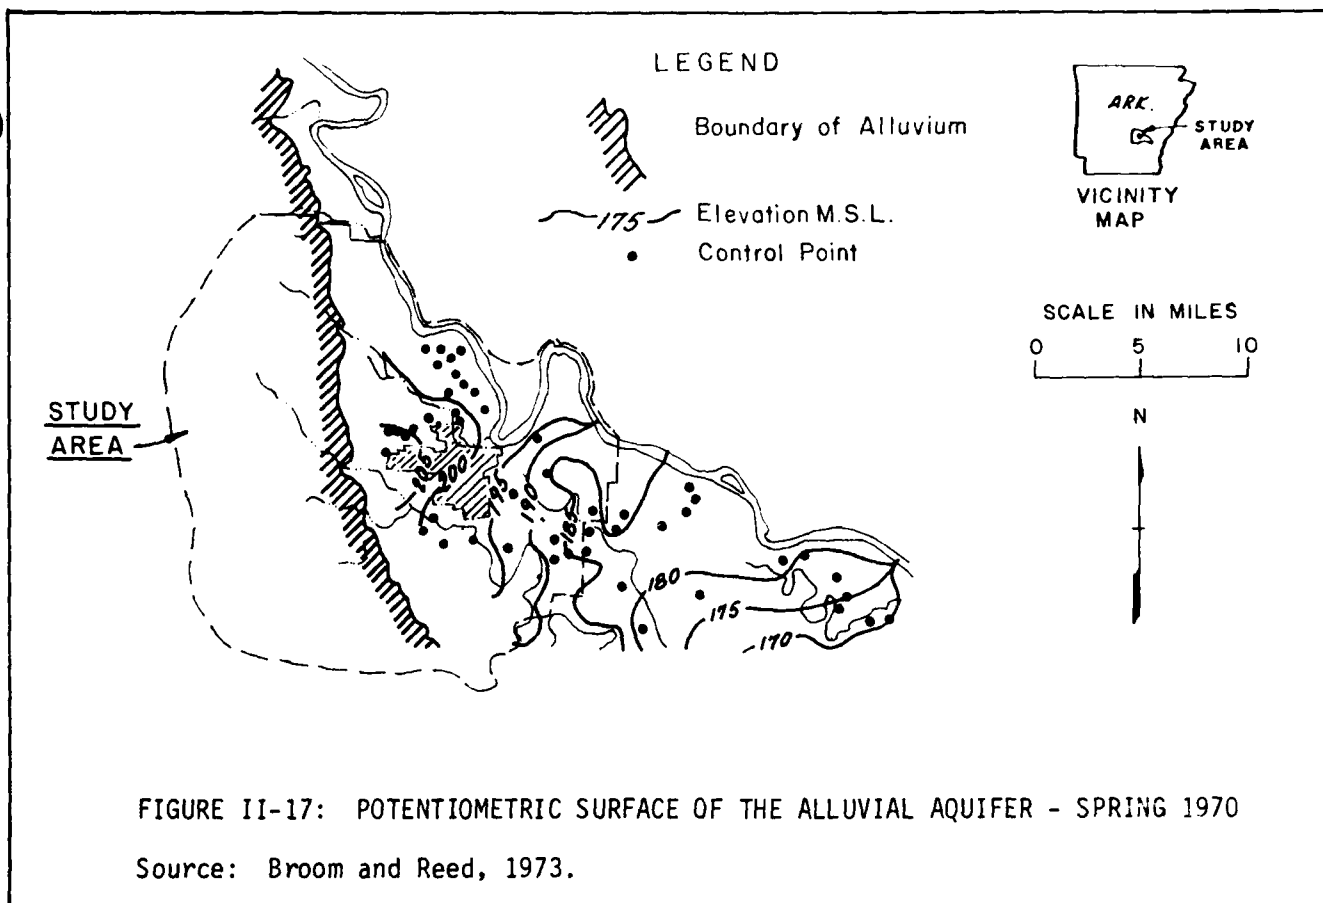 LEGEND
Boundary of Alluvium
175 Elevation M.S.L.
Control Point
ARK.
STUDY
AREA
VICINITY
MAP
SCALE IN MILES
0 5 10
N
STUDY
AREA
205
200
195
190
185
180
175
170
FIGURE II-17: POTENTIOMETRIC SURFACE OF THE ALLUVIAL AQUIFER - SPRING 1970
Source: Broom and Reed, 1973.